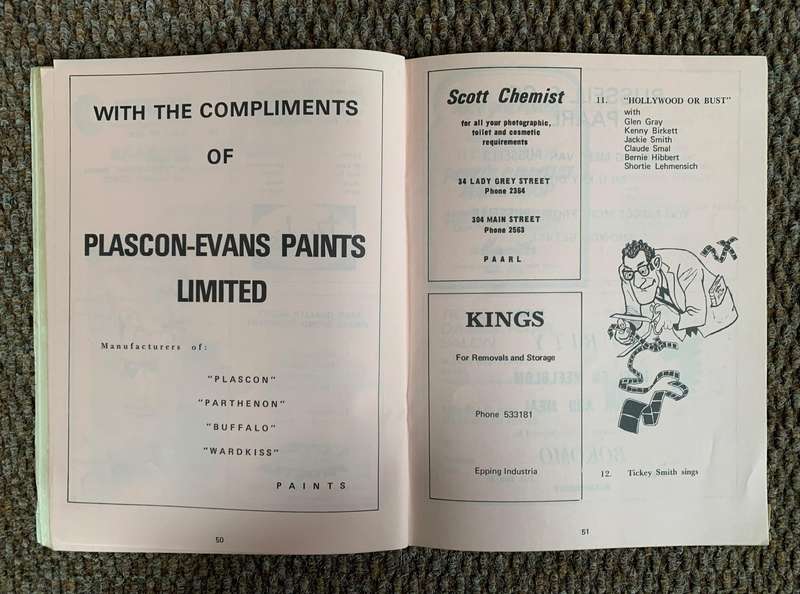 WITH THE COMPLIMENTS
OF
PLASCON-EVANS PAINTS
LIMITED
Manufacturers of:
"PLASCON"
"PARTHENON"
"BUFFALO"
"WARDKISS"
PAINTS
50
Scott Chemist
for all your photographic,
toilet and cosmetic
requirements
34 LADY GREY STREET
Phone 2364
304 MAIN STREET
Phone 2563
PAARL
KINGS
For Removals and Storage
Phone 533181
Epping Industria
11. "HOLLYWOOD OR BUST"
with
Glen Gray
Kenny Birkett
Jackie Smith
Claude Smal
Bernie Hibbert
Shortie Lehmensich
12. Tickey Smith sings
51